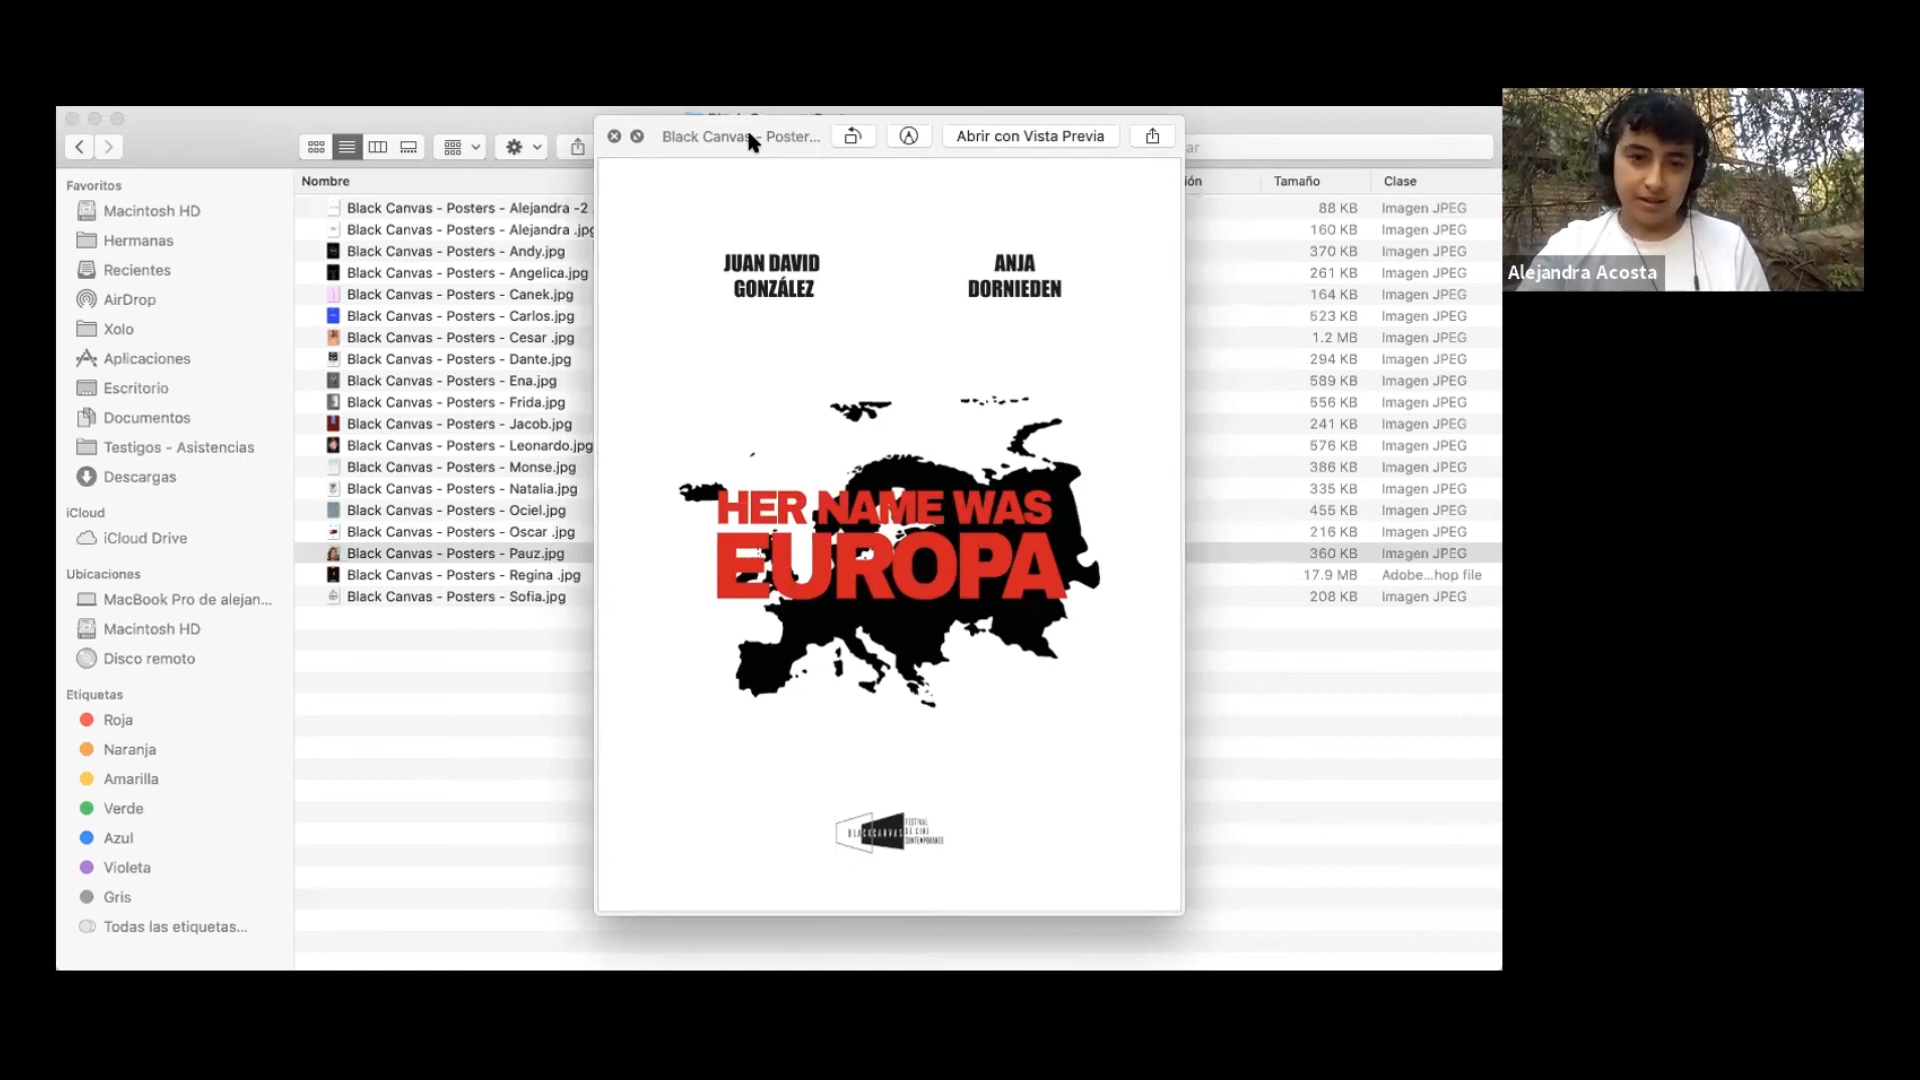 Black Canvas - Poster...
Abrir con Vista Previa
Favoritos
Macintosh HD
Hermanas
Recientes
AirDrop
Xolo
Aplicaciones
Escritorio
Documentos
Testigos - Asistencias
Descargas
iCloud
iCloud Drive
Ubicaciones
MacBook Pro de alejan...
Macintosh HD
Disco remoto
Etiquetas
Roja
Naranja
Amarilla
Verde
Azul
Violeta
Gris
Todas las etiquetas...
Nombre
Black Canvas - Posters - Alejandra -2
Black Canvas - Posters - Alejandra .jpg
Black Canvas - Posters - Andy.jpg
Black Canvas - Posters - Angelica.jpg
Black Canvas - Posters - Canek.jpg
Black Canvas - Posters - Carlos.jpg
Black Canvas - Posters - Cesar .jpg
Black Canvas - Posters - Dante.jpg
Black Canvas - Posters - Ena.jpg
Black Canvas - Posters - Frida.jpg
Black Canvas - Posters - Jacob.jpg
Black Canvas - Posters - Leonardo.jpg
Black Canvas - Posters - Monse.jpg
Black Canvas - Posters - Natalia.jpg
Black Canvas - Posters - Ociel.jpg
Black Canvas - Posters - Oscar .jpg
Black Canvas - Posters - Pauz.jpg
Black Canvas - Posters - Regina .jpg
Black Canvas - Posters - Sofia.jpg
JUAN DAVID
GONZÁLEZ
ANJA
DORNIEDEN
HER NAME WAS
EUROPA
BLACKCANVAS
FESTIVAL
DE CINE
CONTEMPORÁNEO
ión Tamaño Clase
88 KB Imagen JPEG
160 KB Imagen JPEG
370 KB Imagen JPEG
261 KB Imagen JPEG
164 KB Imagen JPEG
523 KB Imagen JPEG
1.2 MB Imagen JPEG
294 KB Imagen JPEG
589 KB Imagen JPEG
556 KB Imagen JPEG
241 KB Imagen JPEG
576 KB Imagen JPEG
386 KB Imagen JPEG
335 KB Imagen JPEG
455 KB Imagen JPEG
216 KB Imagen JPEG
360 KB Imagen JPEG
17.9 MB Adobe...hop file
208 KB Imagen JPEG
Alejandra Acosta